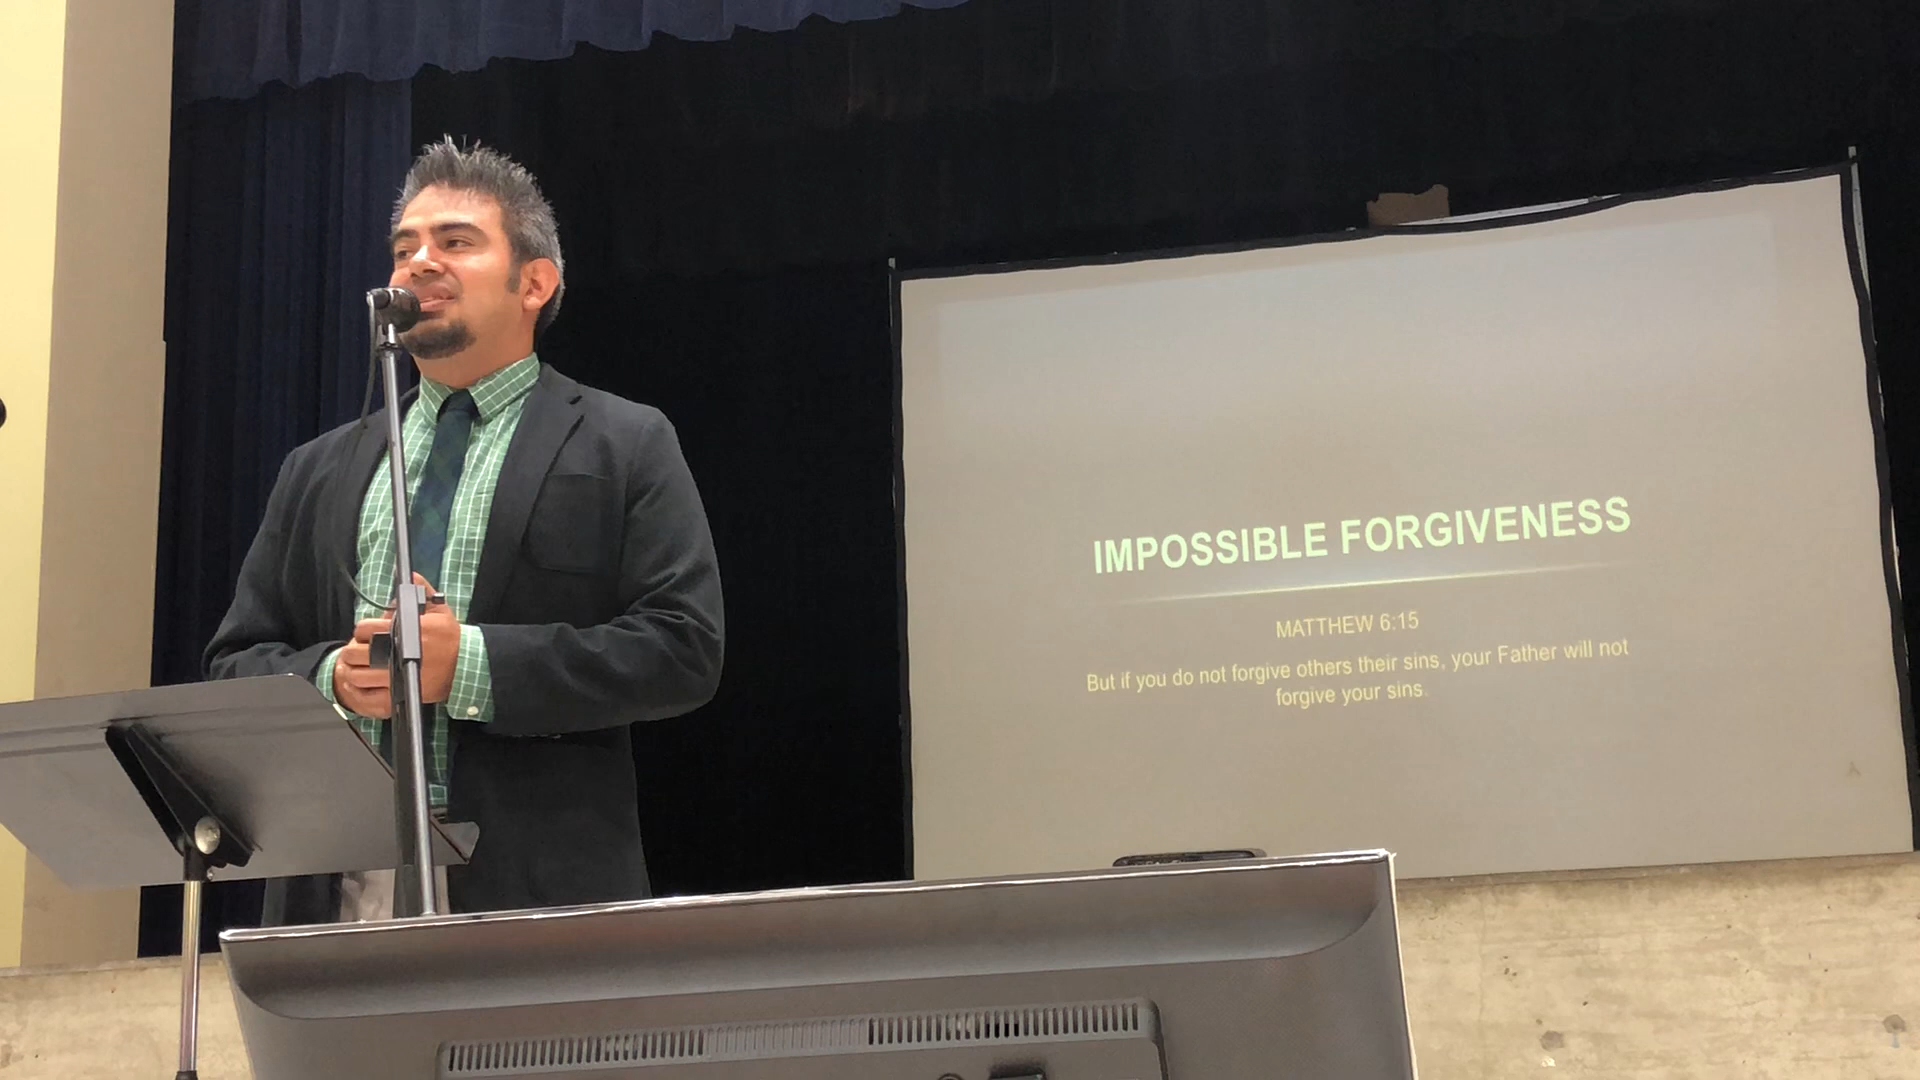 IMPOSSIBLE FORGIVENESS
MATTHEW 6:15
But if you do not forgive others their sins, your Father will not
forgive your sins.